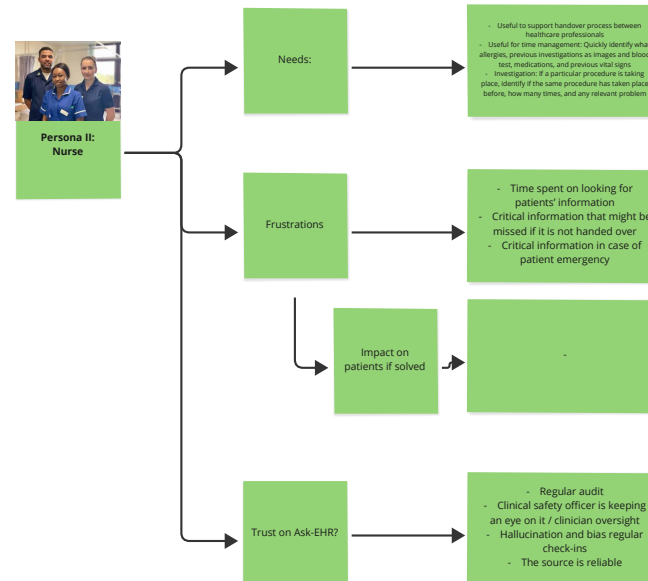 Persona II:
Nurse
Needs:
- Useful to support handover process between
healthcare professionals
- Useful for time management: Quickly identify what
allergies, previous investigations as images and blood
test, medications, and previous vital signs
- Investigation: If a particular procedure is taking
place, identify if the same procedure has taken place
before, how many times, and any relevant problem
Frustrations
- Time spent on looking for
patients' information
- Critical information that might be
missed if it is not handed over
- Critical information in case of
patient emergency
Impact on
patients if solved
-
Trust on Ask-EHR?
- Regular audit
- Clinical safety officer is keeping
an eye on it / clinician oversight
- Hallucination and bias regular
check-ins
- The source is reliable